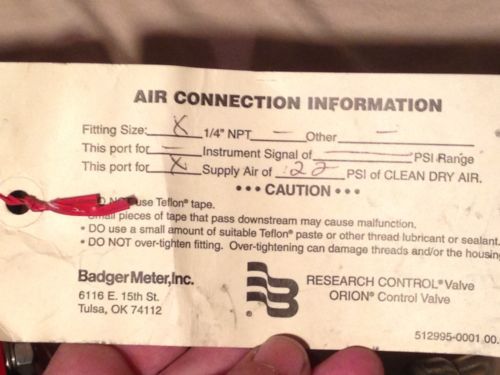 AIR CONNECTION INFORMATION
Fitting Size: X 1/4" NPT — Other —
This port for — Instrument Signal of — PSI Range
This port for X Supply Air of 22 PSI of CLEAN DRY AIR.
••• CAUTION •••
DO NOT use Teflon® tape.
Small pieces of tape that pass downstream may cause malfunction.
• DO use a small amount of suitable Teflon® paste or other thread lubricant or sealant.
• DO NOT over-tighten fitting. Over-tightening can damage threads and/or the housing
Badger Meter, Inc.
6116 E. 15th St.
Tulsa, OK 74112
RESEARCH CONTROL® Valve
ORION® Control Valve
512995-0001 00.